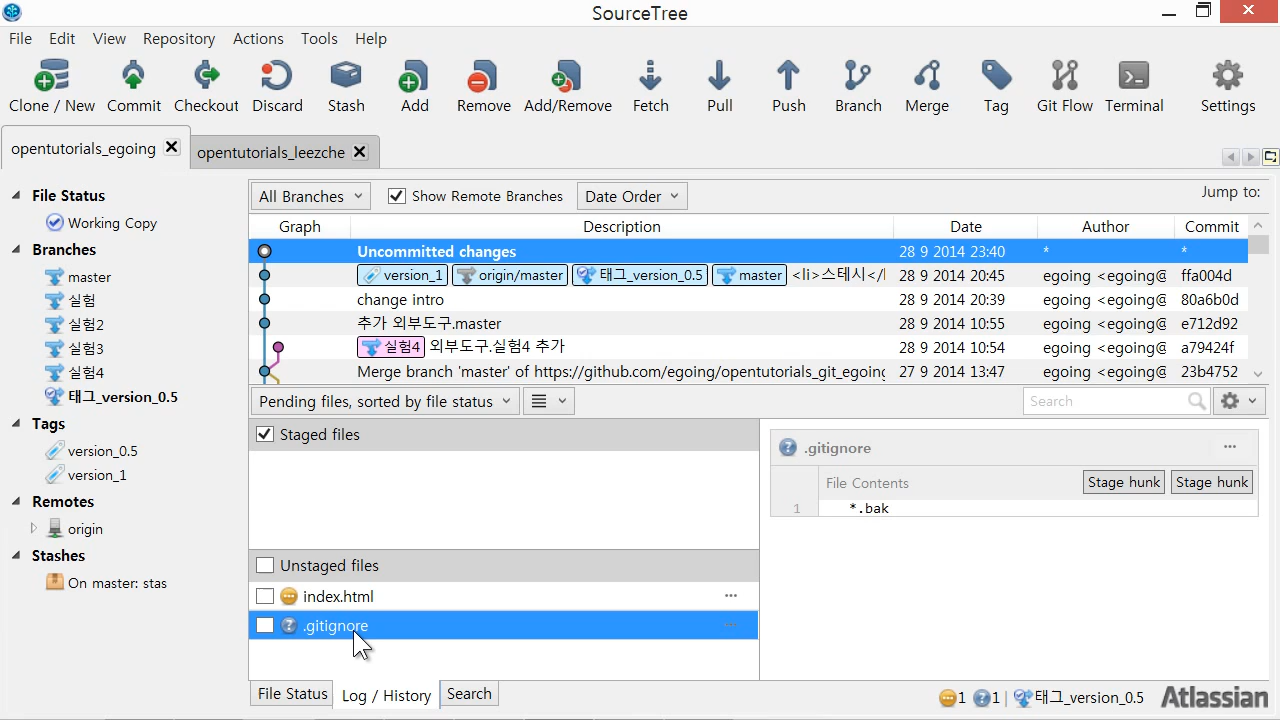 SourceTree
File Edit View Repository Actions Tools Help
Clone / New Commit Checkout Discard Stash Add Remove Add/Remove Fetch Pull Push Branch Merge Tag Git Flow Terminal Settings
opentutorials_egoing opentutorials_leezche
File Status
Working Copy
Branches
master
실험
실험2
실험3
실험4
태그_version_0.5
Tags
version_0.5
version_1
Remotes
origin
Stashes
On master: stas
All Branches Show Remote Branches Date Order Jump to:
Graph Description Date Author Commit
Uncommitted changes 28 9 2014 23:40 * *
version_1 origin/master 태그_version_0.5 master <li>스테시</l 28 9 2014 20:45 egoing <egoing@ ffa004d
change intro 28 9 2014 20:39 egoing <egoing@ 80a6b0d
추가 외부도구.master 28 9 2014 10:55 egoing <egoing@ e712d92
실험4 외부도구.실험4 추가 28 9 2014 10:54 egoing <egoing@ a79424f
Merge branch 'master' of https://github.com/egoing/opentutorials_git_egoing 27 9 2014 13:47 egoing <egoing@ 23b4752
Pending files, sorted by file status Search
Staged files
Unstaged files
index.html ...
.gitignore ...
.gitignore ...
File Contents Stage hunk Stage hunk
1 *.bak
File Status Log / History Search
1 1 태그_version_0.5 Atlassian